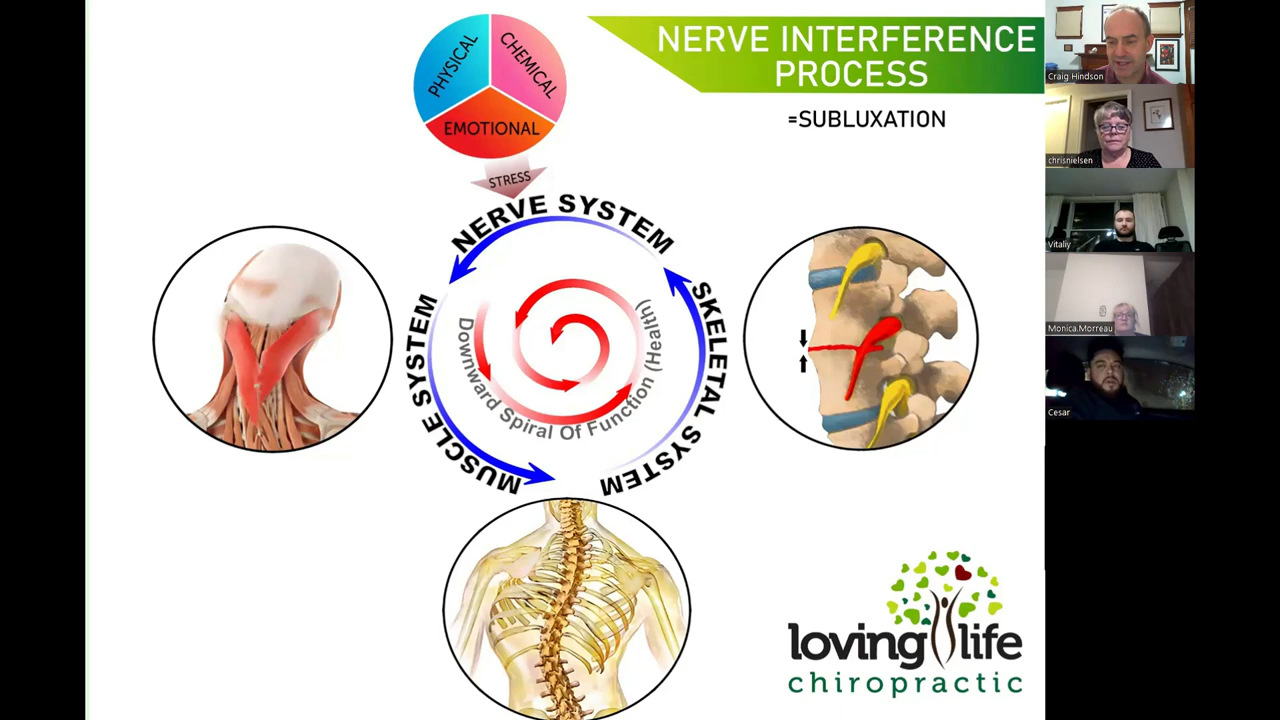 NERVE INTERFERENCE
PROCESS
=SUBLUXATION
PHYSICAL
CHEMICAL
EMOTIONAL
STRESS
NERVE SYSTEM
MUSCLE SYSTEM
SKELETAL SYSTEM
Downward Spiral Of Function (Health)
loving life
chiropractic
Craig Hindson
chrisnielsen
Vitaliy
Monica.Morreau
Cesar